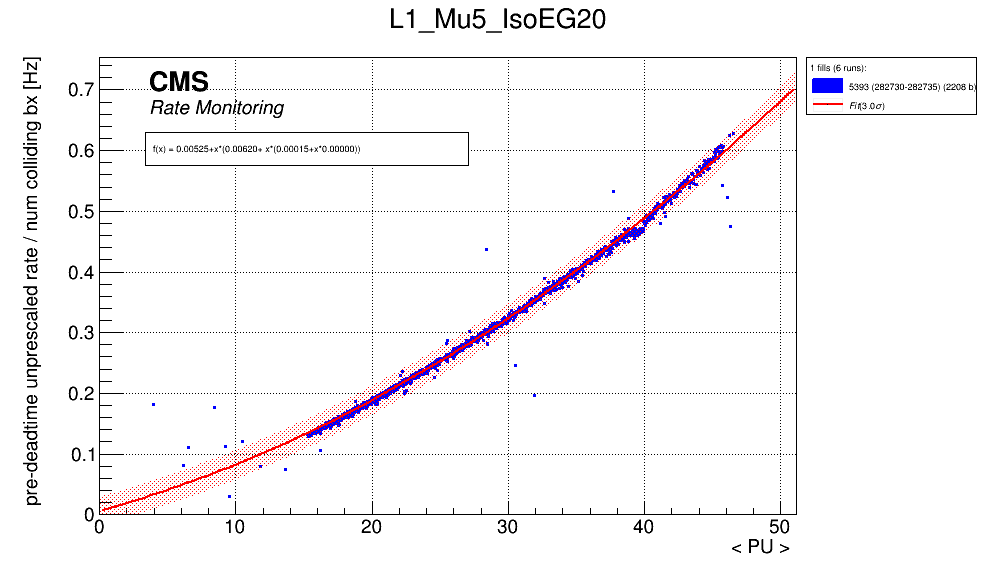 L1_Mu5_IsoEG20
pre-deadtime unprescaled rate / num colliding bx [Hz]
CMS
Rate Monitoring
f(x) = 0.00525+x*(0.00620+ x*(0.00015+x*0.00000))
0.7
0.6
0.5
0.4
0.3
0.2
0.1
0
0 10 20 30 40 50
< PU >
1 fills (6 runs):
5393 (282730-282735) (2208 b)
Fit(3.0σ)